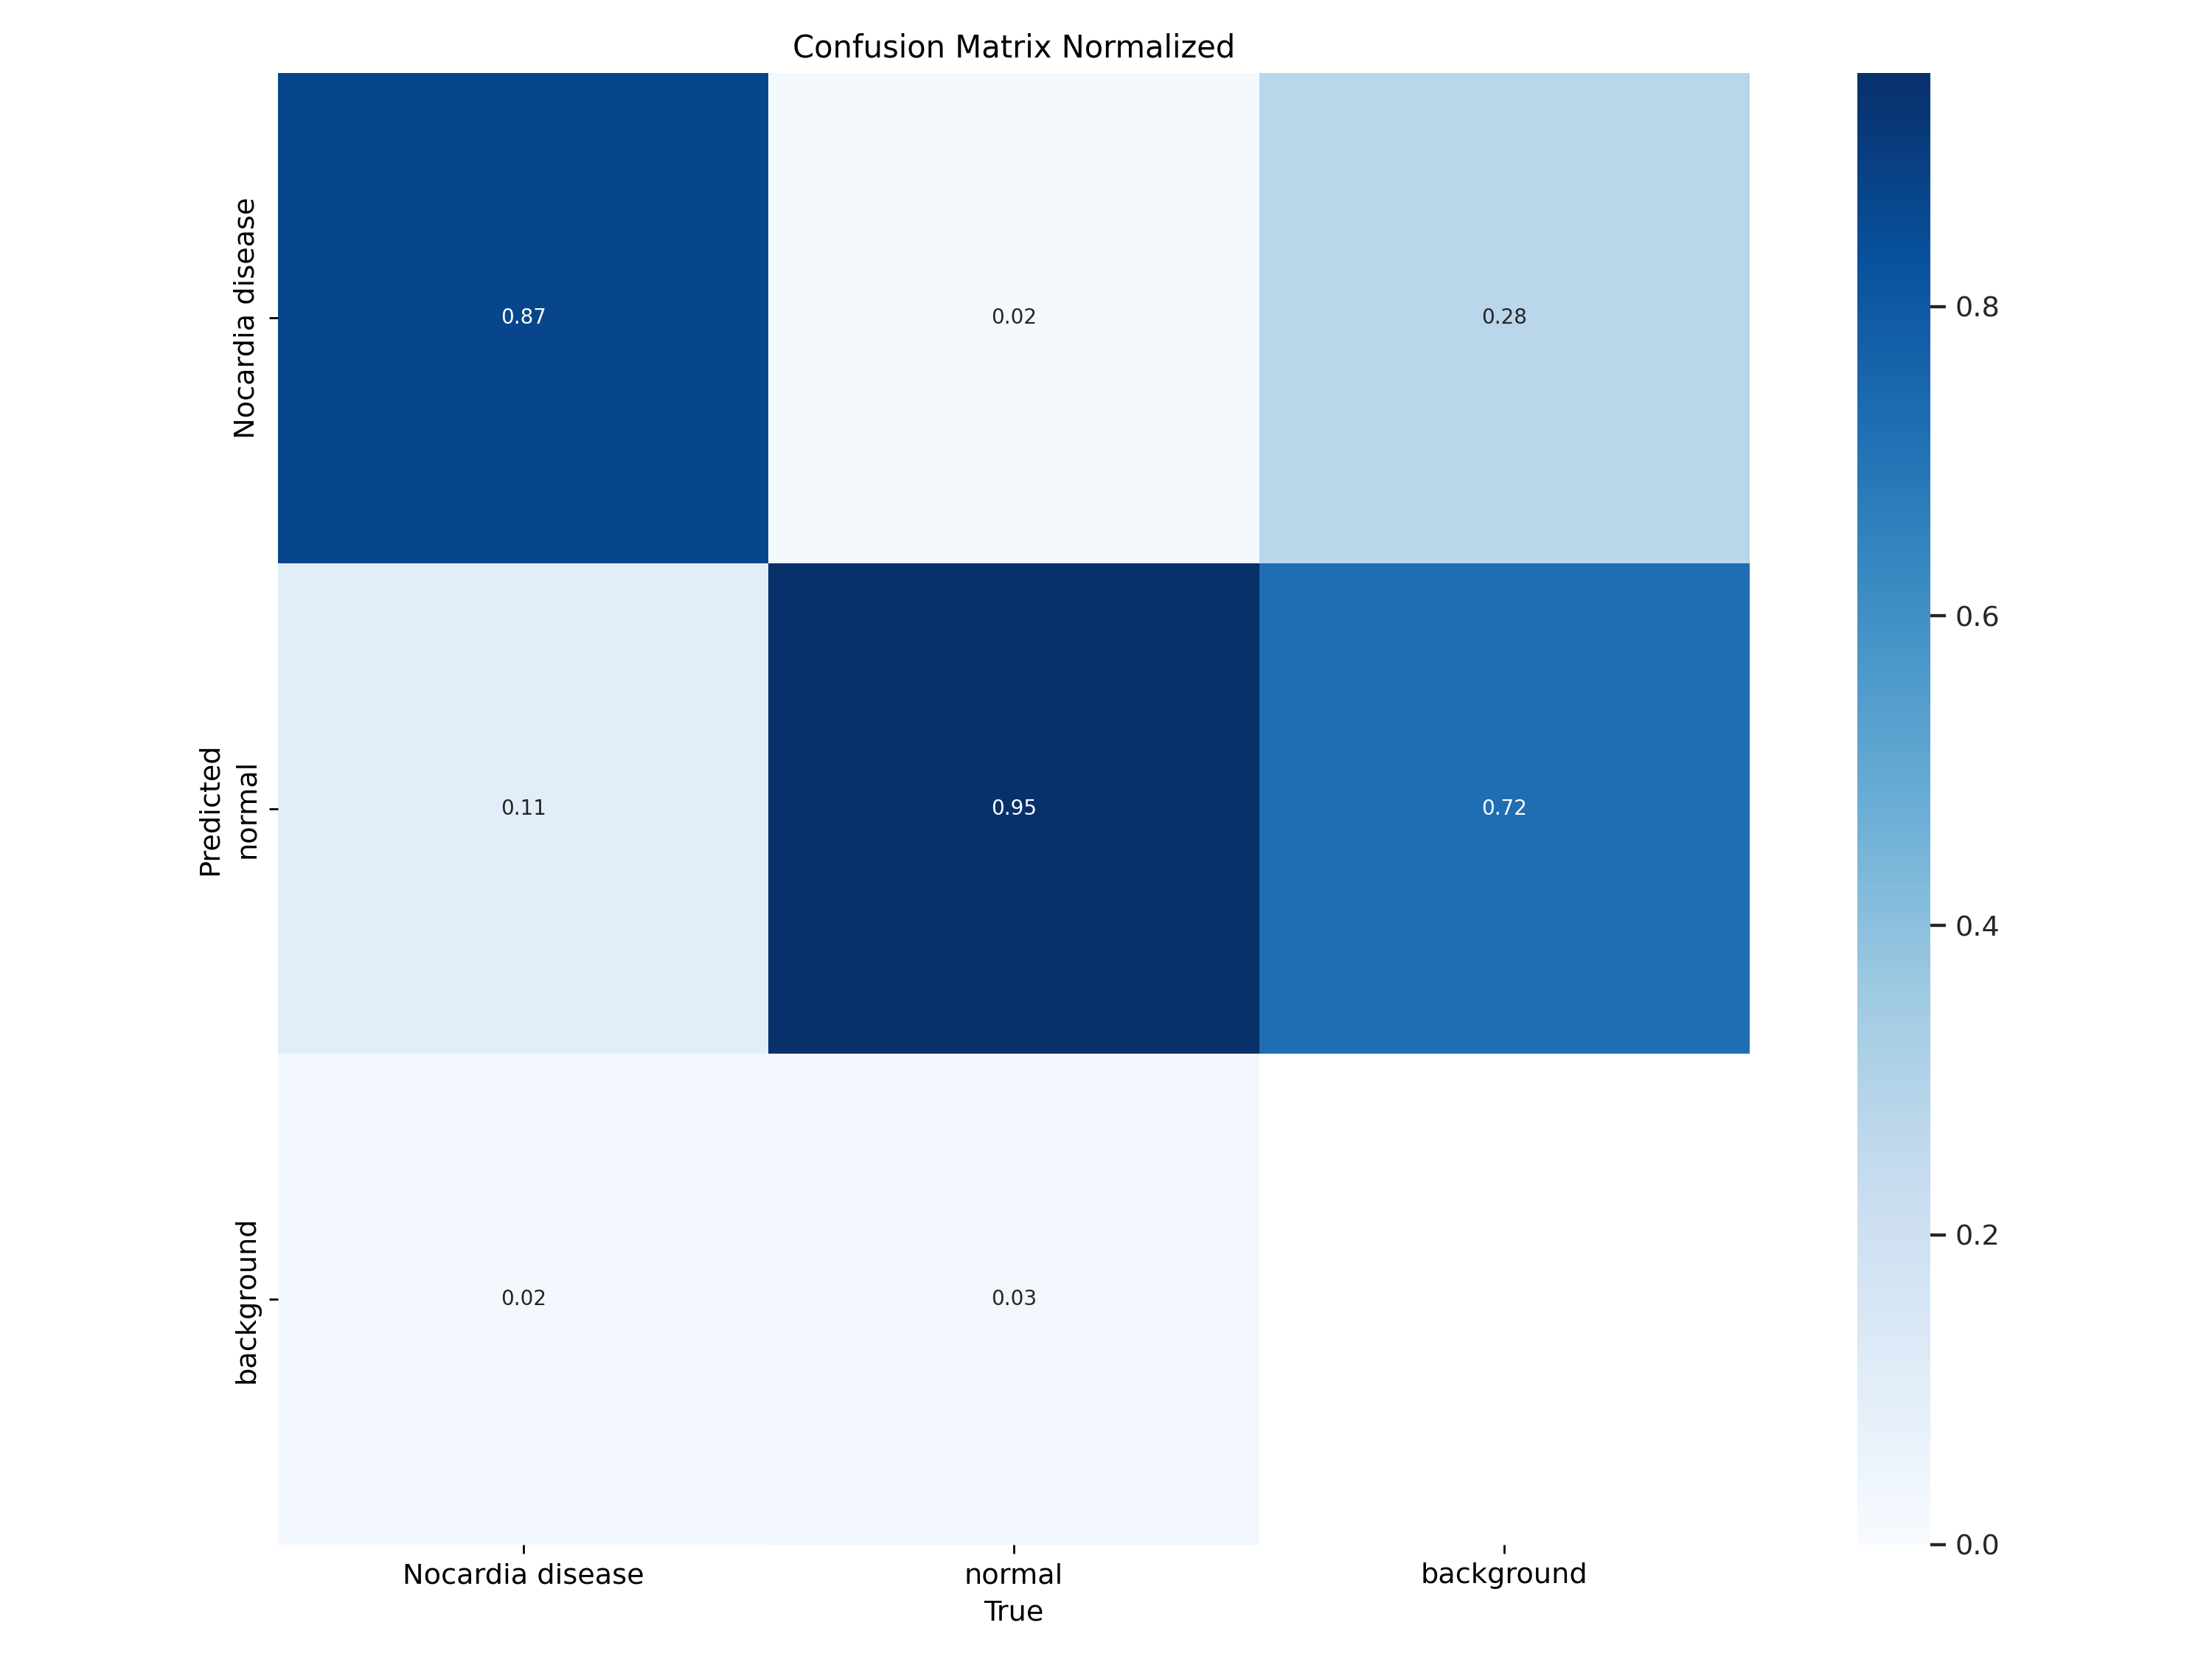 Confusion Matrix Normalized
Nocardia disease
0.87
0.02
0.28
0.8
0.6
Predicted
normal
0.11
0.95
0.72
0.4
background
0.02
0.03
0.2
0.0
Nocardia disease
normal
background
True